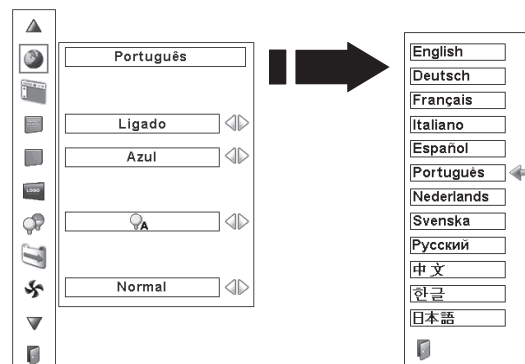 Português
Ligado
Azul
LOGO
A
Normal
English
Deutsch
Français
Italiano
Español
Português
Nederlands
Svenska
Русский
中文
한글
日本語